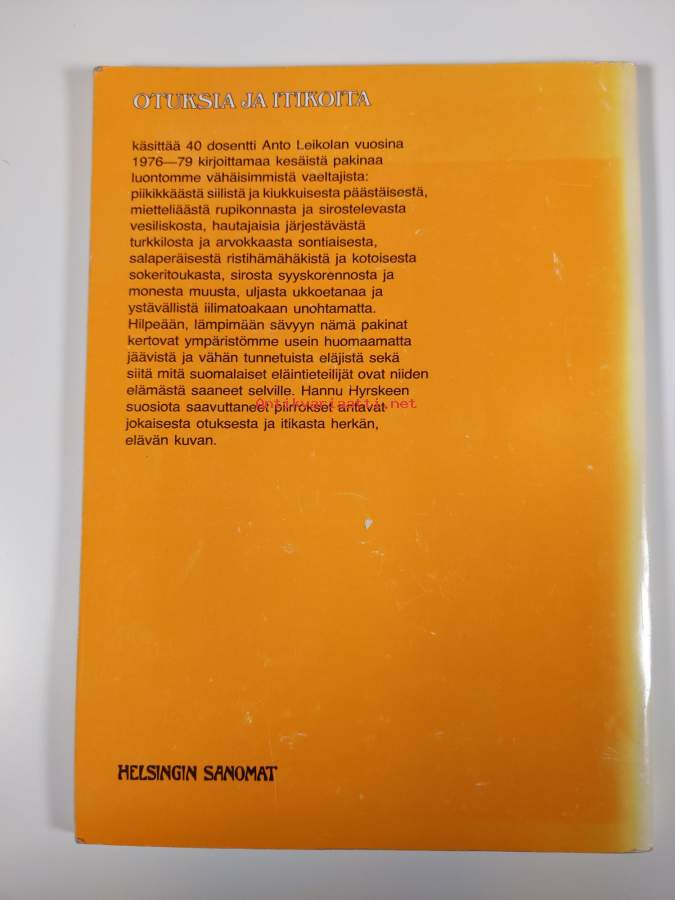 OTUKSIA JA ITIKOITA
käsittää 40 dosentti Anto Leikolan vuosina
1976—79 kirjoittamaa kesäistä pakinaa
luontomme vähäisimmistä vaeltajista:
piikikkäästä siilistä ja kiukkuisesta päästäisestä,
mietteliäästä rupikonnasta ja sirostelevasta
vesiliskosta, hautajaisia järjestävästä
turkkilosta ja arvokkaasta sontiaisesta,
salaperäisestä ristihämähäkistä ja kotoisesta
sokeritoukasta, sirosta syyskorennosta ja
monesta muusta, uljasta ukkoetanaa ja
ystävällistä iilimatoakaan unohtamatta.
Hilpeään, lämpimään sävyyn nämä pakinat
kertovat ympäristömme usein huomaamatta
jäävistä ja vähän tunnetuista eläjistä sekä
siitä mitä suomalaiset eläintieteilijät ovat niiden
elämästä saaneet selville. Hannu Hyrskeen
Antikvariaatti.net
suosiota saavuttaneet piirrokset antavat
jokaisesta otuksesta ja itikasta herkän,
elävän kuvan.
HELSINGIN SANOMAT